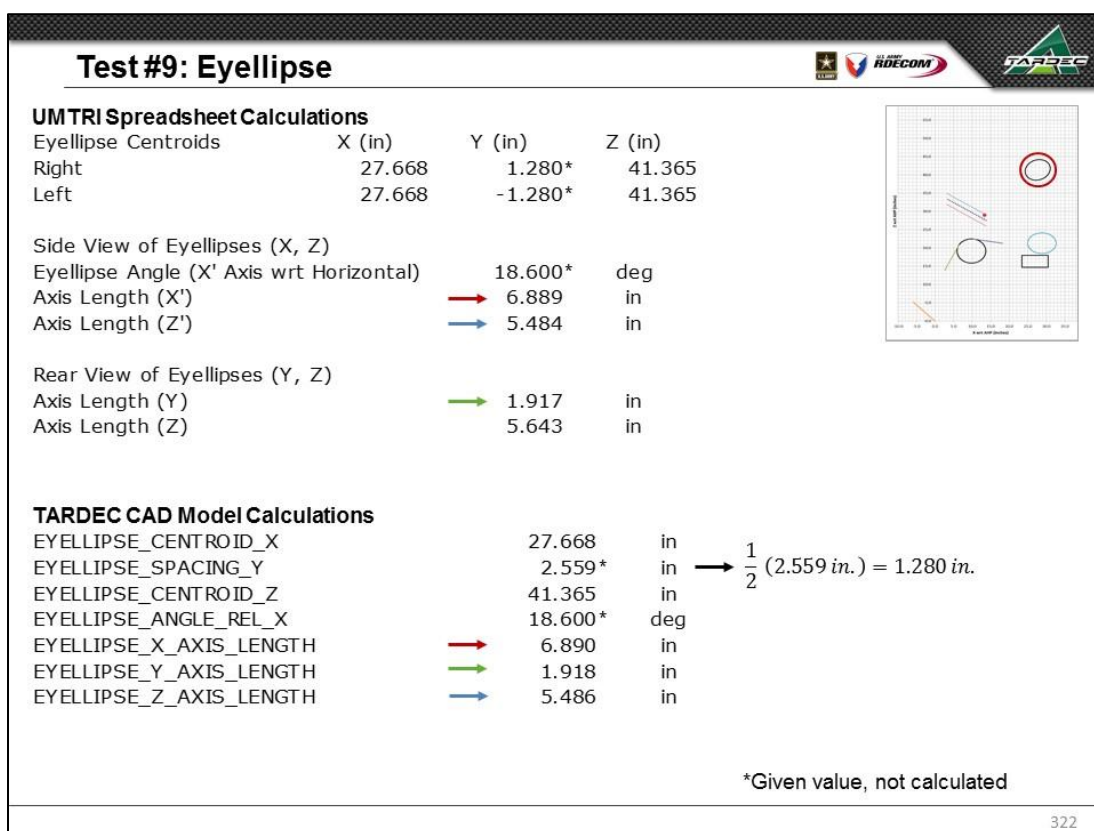 Test #9: Eyellipse
U.S. ARMY
U.S. ARMY
RDECOM
TARDEC
UMTRI Spreadsheet Calculations
Eyellipse Centroids X (in) Y (in) Z (in)
Right 27.668 1.280* 41.365
Left 27.668 -1.280* 41.365
Side View of Eyellipses (X, Z)
Eyellipse Angle (X' Axis wrt Horizontal) 18.600* deg
Axis Length (X') 6.889 in
Axis Length (Z') 5.484 in
Rear View of Eyellipses (Y, Z)
Axis Length (Y) 1.917 in
Axis Length (Z) 5.643 in
TARDEC CAD Model Calculations
EYELLIPSE_CENTROID_X 27.668 in
EYELLIPSE_SPACING_Y 2.559* in 1/2 (2.559 in.) = 1.280 in.
EYELLIPSE_CENTROID_Z 41.365 in
EYELLIPSE_ANGLE_REL_X 18.600* deg
EYELLIPSE_X_AXIS_LENGTH 6.890 in
EYELLIPSE_Y_AXIS_LENGTH 1.918 in
EYELLIPSE_Z_AXIS_LENGTH 5.486 in
*Given value, not calculated
322